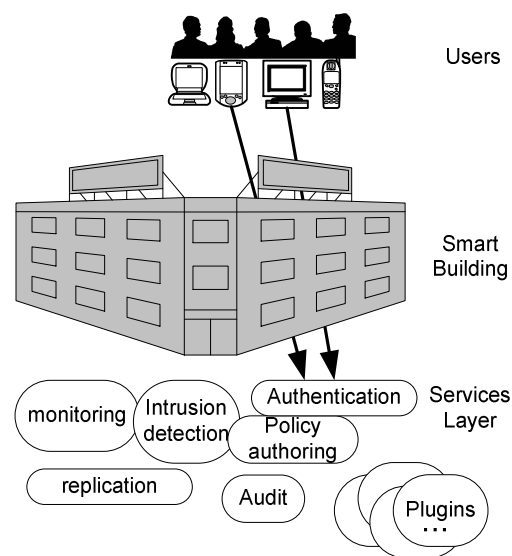 Users
Smart
Building
Services
Layer
Authentication
monitoring
Intrusion
detection
Policy
authoring
replication
Audit
Plugins
...